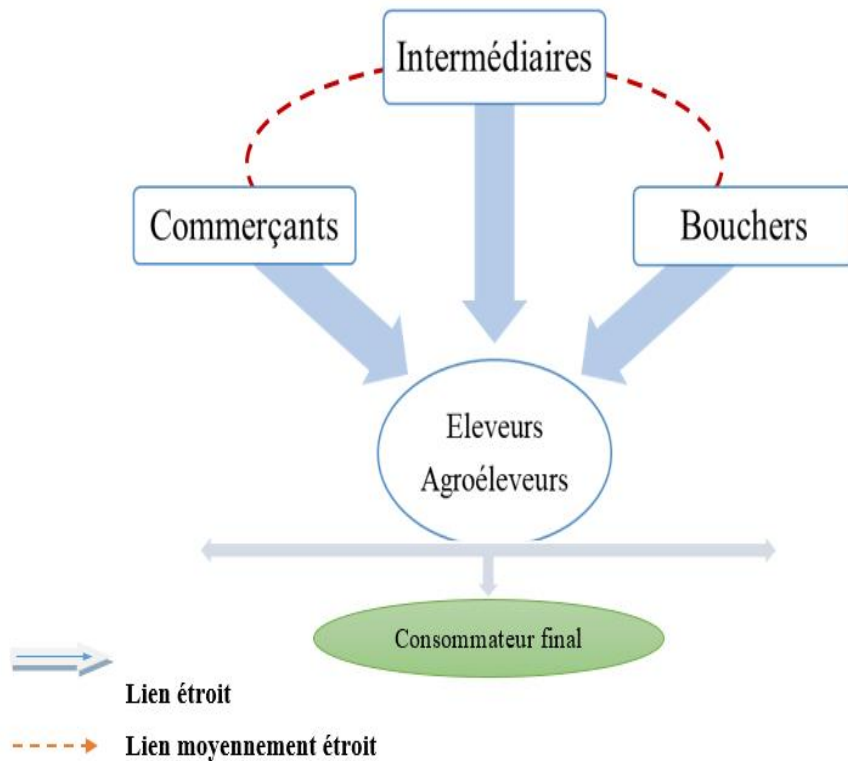 Intermédiaires
Commerçants
Bouchers
Eleveurs
Agroéleveurs
Consommateur final
Lien étroit
Lien moyennement étroit